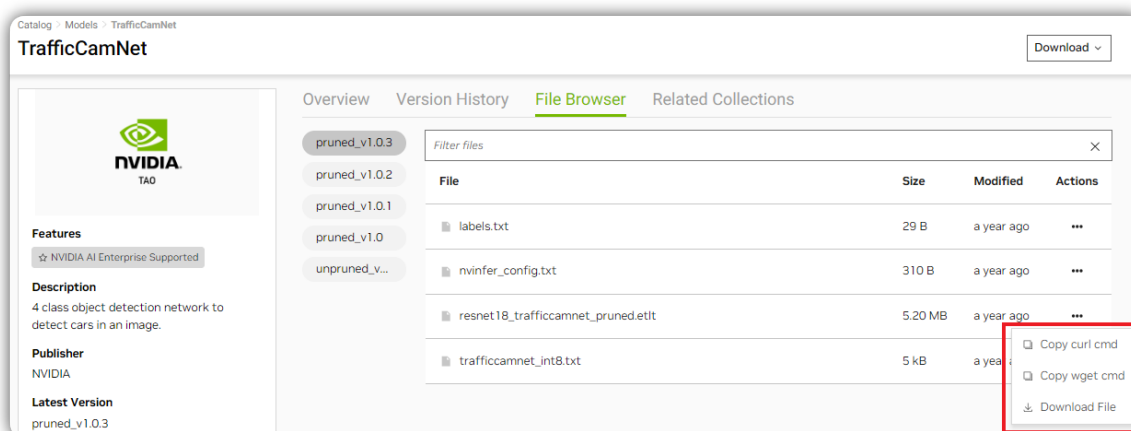 Catalog > Models > TrafficCamNet
TrafficCamNet
Download
NVIDIA.
TAO
Features
NVIDIA AI Enterprise Supported
Description
4 class object detection network to
detect cars in an image.
Publisher
NVIDIA
Latest Version
pruned_v1.0.3
Overview Version History File Browser Related Collections
pruned_v1.0.3
pruned_v1.0.2
pruned_v1.0.1
pruned_v1.0
unpruned_v...
Filter files
File Size Modified Actions
labels.txt 29 B a year ago •••
nvinfer_config.txt 310 B a year ago •••
resnet18_trafficcamnet_pruned.etlt 5.20 MB a year ago •••
trafficcamnet_int8.txt 5 kB a yea
Copy curl cmd
Copy wget cmd
Download File